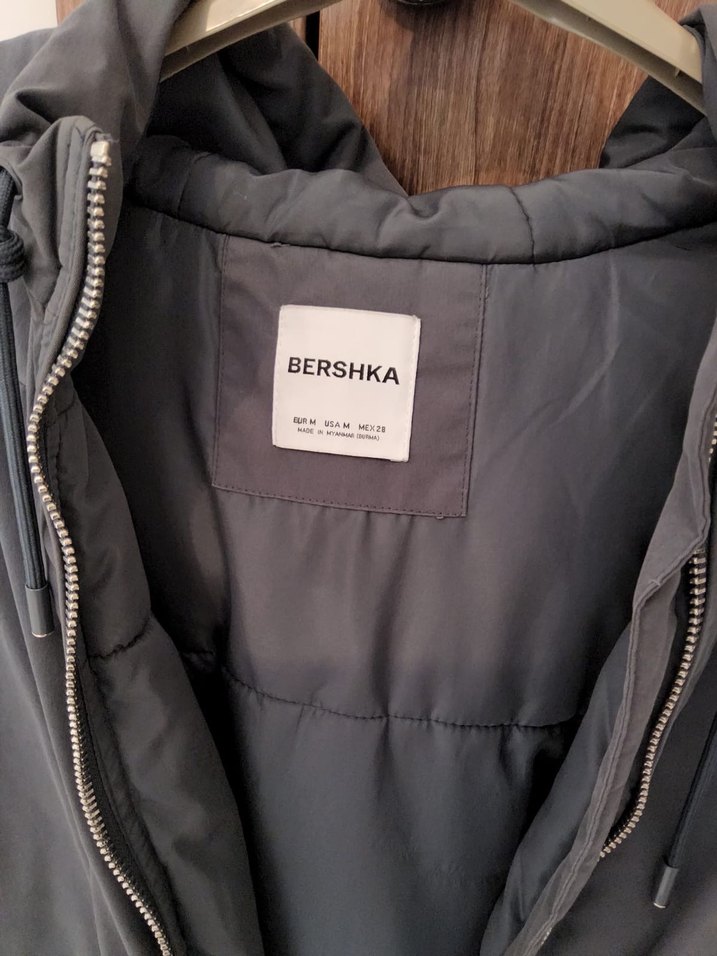 BERSHKA
EUR M USA M MEX 28
MADE IN MYANMAR (BURMA)